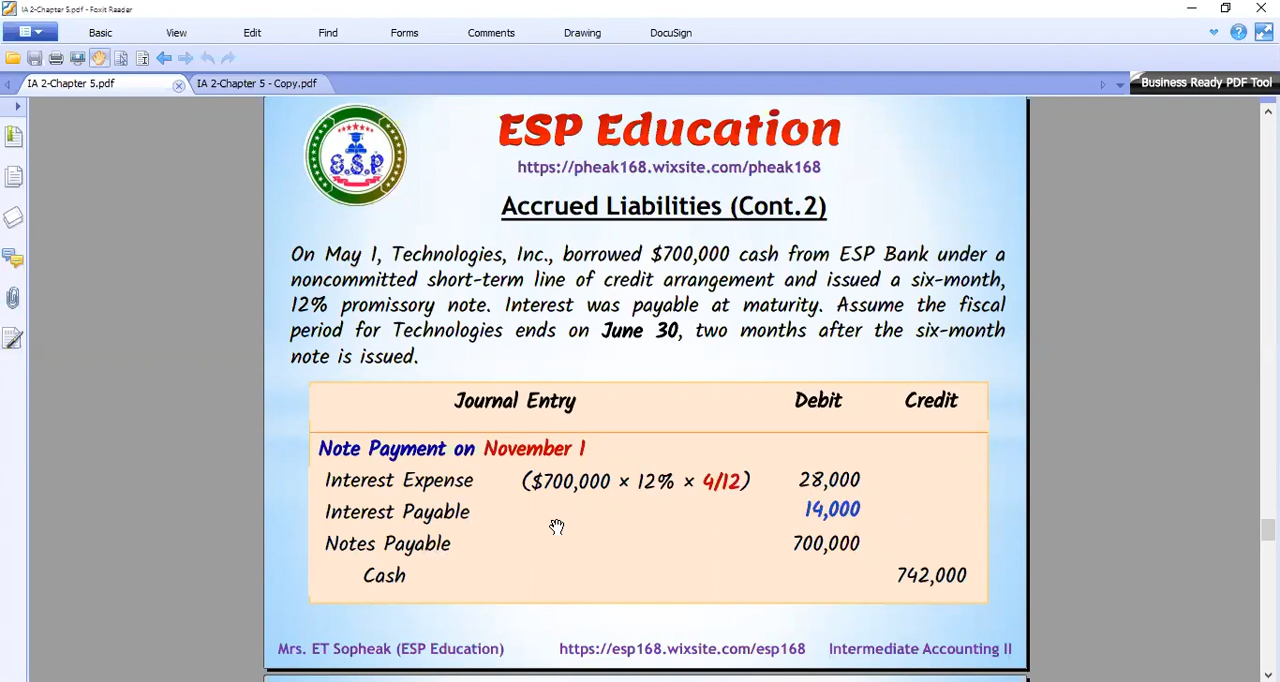 IA 2-Chapter 5.pdf - Foxit Reader
Basic View Edit Find Forms Comments Drawing DocuSign
IA 2-Chapter 5.pdf IA 2-Chapter 5 - Copy.pdf Business Ready PDF Tool
E.S.P
ESP Education
https://pheak168.wixsite.com/pheak168
Accrued Liabilities (Cont.2)
On May 1, Technologies, Inc., borrowed $700,000 cash from ESP Bank under a
noncommitted short-term line of credit arrangement and issued a six-month,
12% promissory note. Interest was payable at maturity. Assume the fiscal
period for Technologies ends on June 30, two months after the six-month
note is issued.
Journal Entry Debit Credit
Note Payment on November 1
Interest Expense ($700,000 × 12% × 4/12) 28,000
Interest Payable 14,000
Notes Payable 700,000
Cash 742,000
Mrs. ET Sopheak (ESP Education) https://esp168.wixsite.com/esp168 Intermediate Accounting II